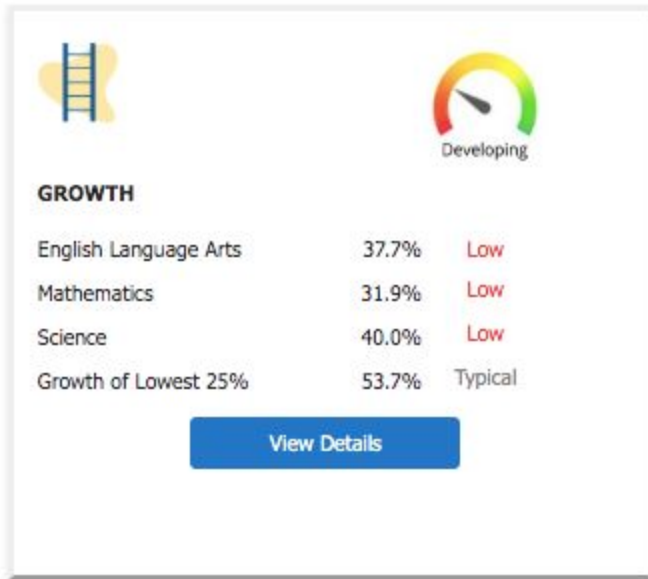 Developing
GROWTH
English Language Arts 37.7% Low
Mathematics 31.9% Low
Science 40.0% Low
Growth of Lowest 25% 53.7% Typical
View Details